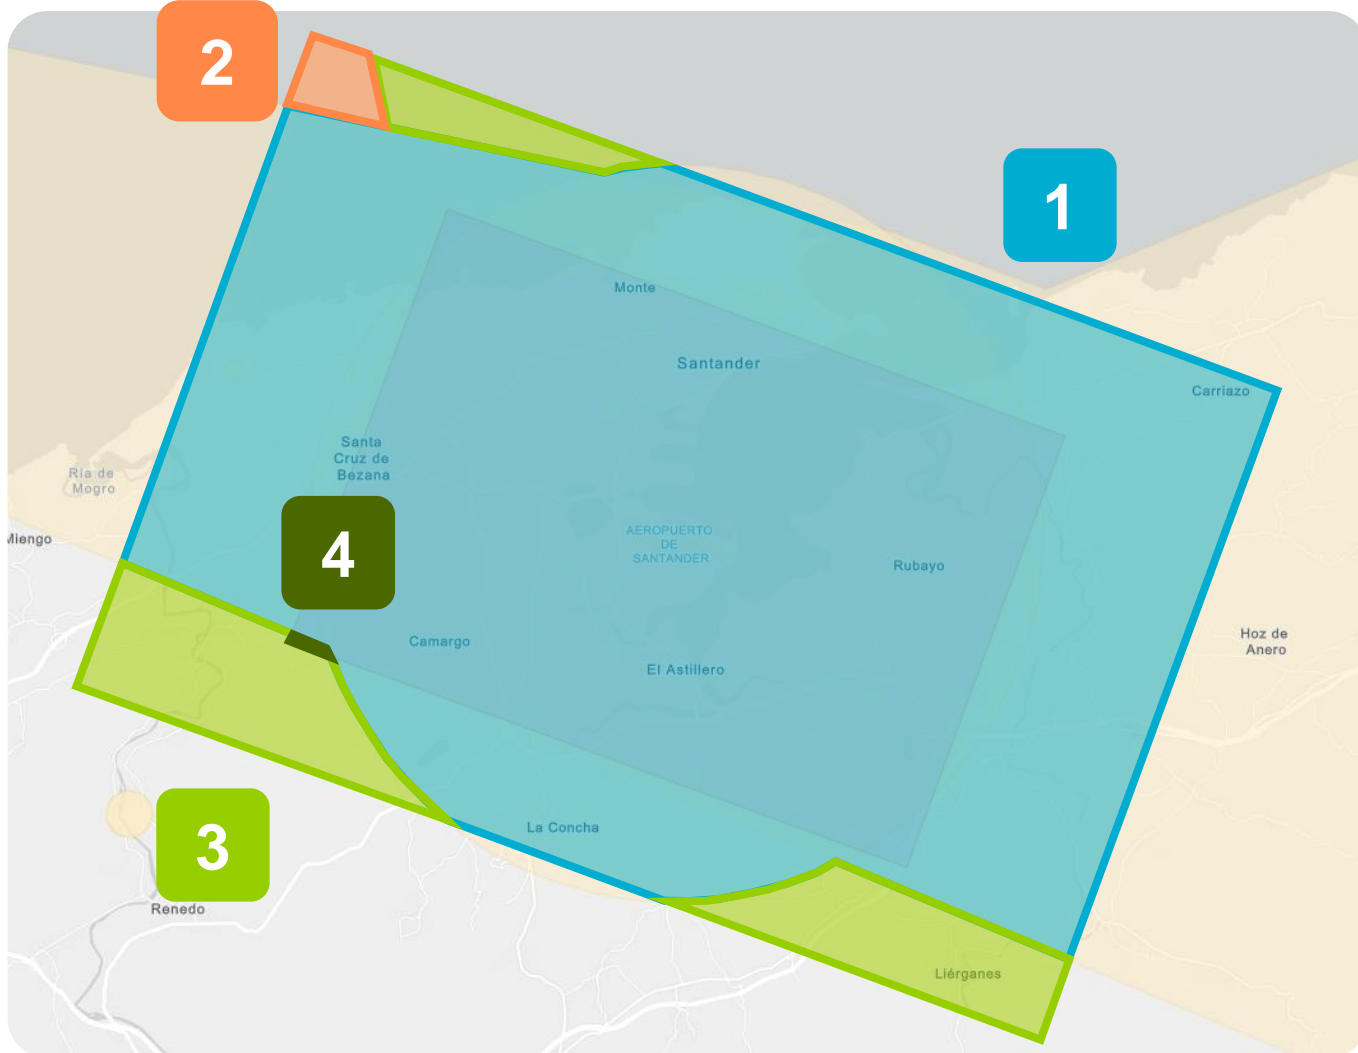 2
1
Monte
Santander
Carriazo
Santa
Cruz de
Bezana
Ría de
Mogro
AEROPUERTO
DE
SANTANDER
Miengo
4
Rubayo
Camargo
Hoz de
Anero
El Astillero
La Concha
3
Renedo
Liérganes